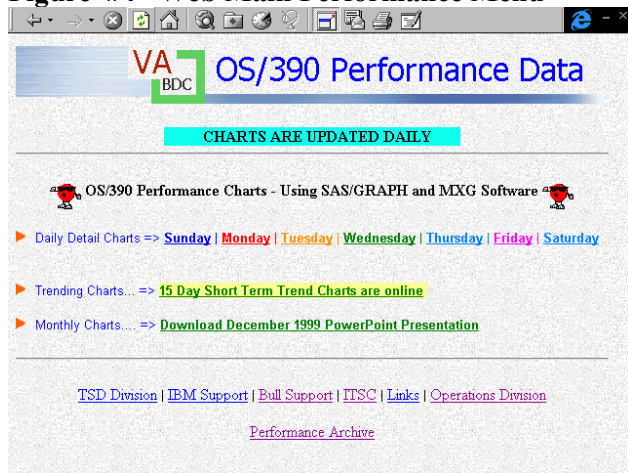 VA
BDC
OS/390 Performance Data
CHARTS ARE UPDATED DAILY
OS/390 Performance Charts - Using SAS/GRAPH and MXG Software
Daily Detail Charts => Sunday | Monday | Tuesday | Wednesday | Thursday | Friday | Saturday
Trending Charts... => 15 Day Short Term Trend Charts are online
Monthly Charts.... => Download December 1999 PowerPoint Presentation
TSD Division | IBM Support | Bull Support | ITSC | Links | Operations Division
Performance Archive